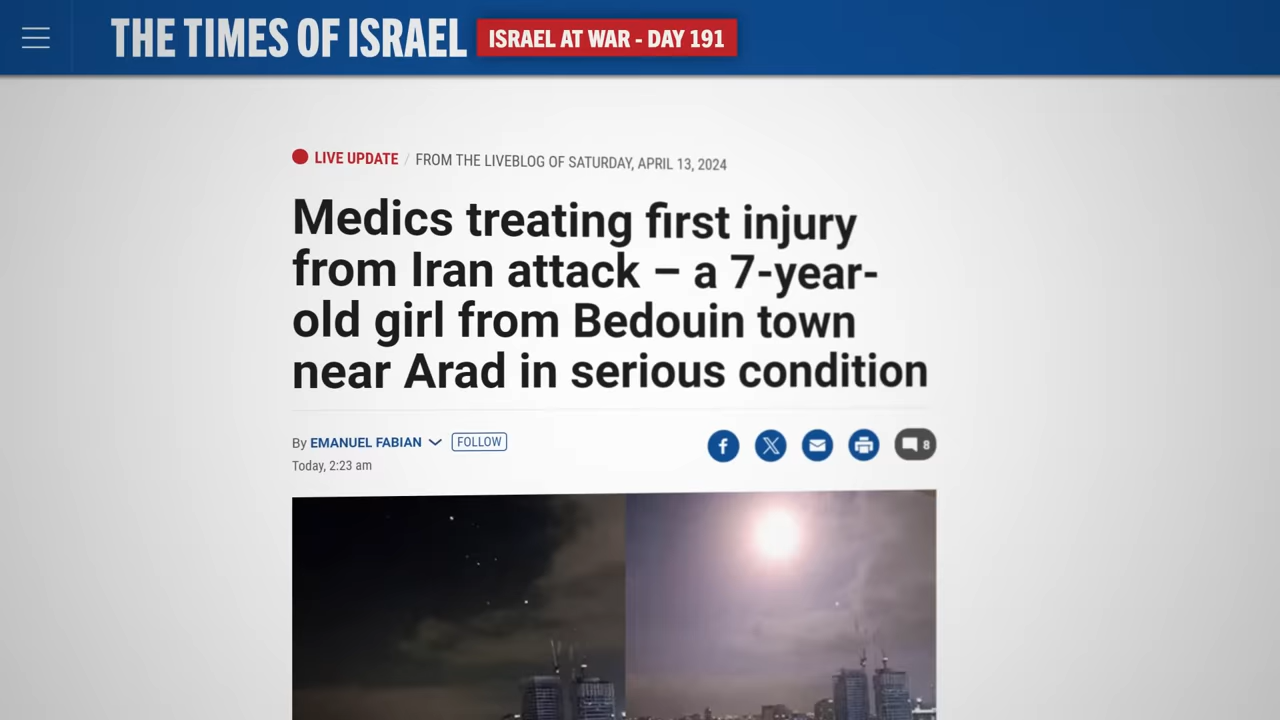 THE TIMES OF ISRAEL
ISRAEL AT WAR - DAY 191
LIVE UPDATE / FROM THE LIVEBLOG OF SATURDAY, APRIL 13, 2024
Medics treating first injury
from Iran attack – a 7-year-
old girl from Bedouin town
near Arad in serious condition
By EMANUEL FABIAN FOLLOW
8
Today, 2:23 am